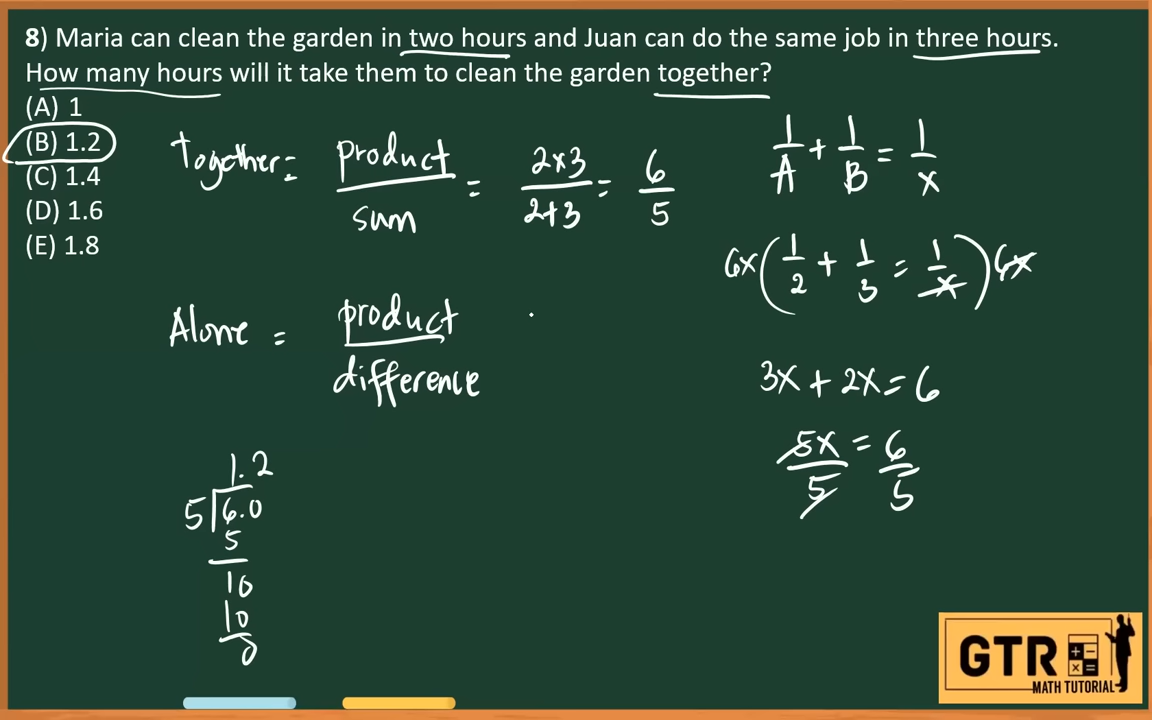 8) Maria can clean the garden in two hours and Juan can do the same job in three hours.
How many hours will it take them to clean the garden together?
(A) 1
(B) 1.2
(C) 1.4
(D) 1.6
(E) 1.8
Together = product / sum = 2x3 / 2+3 = 6 / 5
Alone = product / difference
1.2
5 6.0
5
10
10
0
1/A + 1/B = 1/x
6x ( 1/2 + 1/3 = 1/x ) 6x
3x + 2x = 6
5x / 5 = 6 / 5
GTR
MATH TUTORIAL